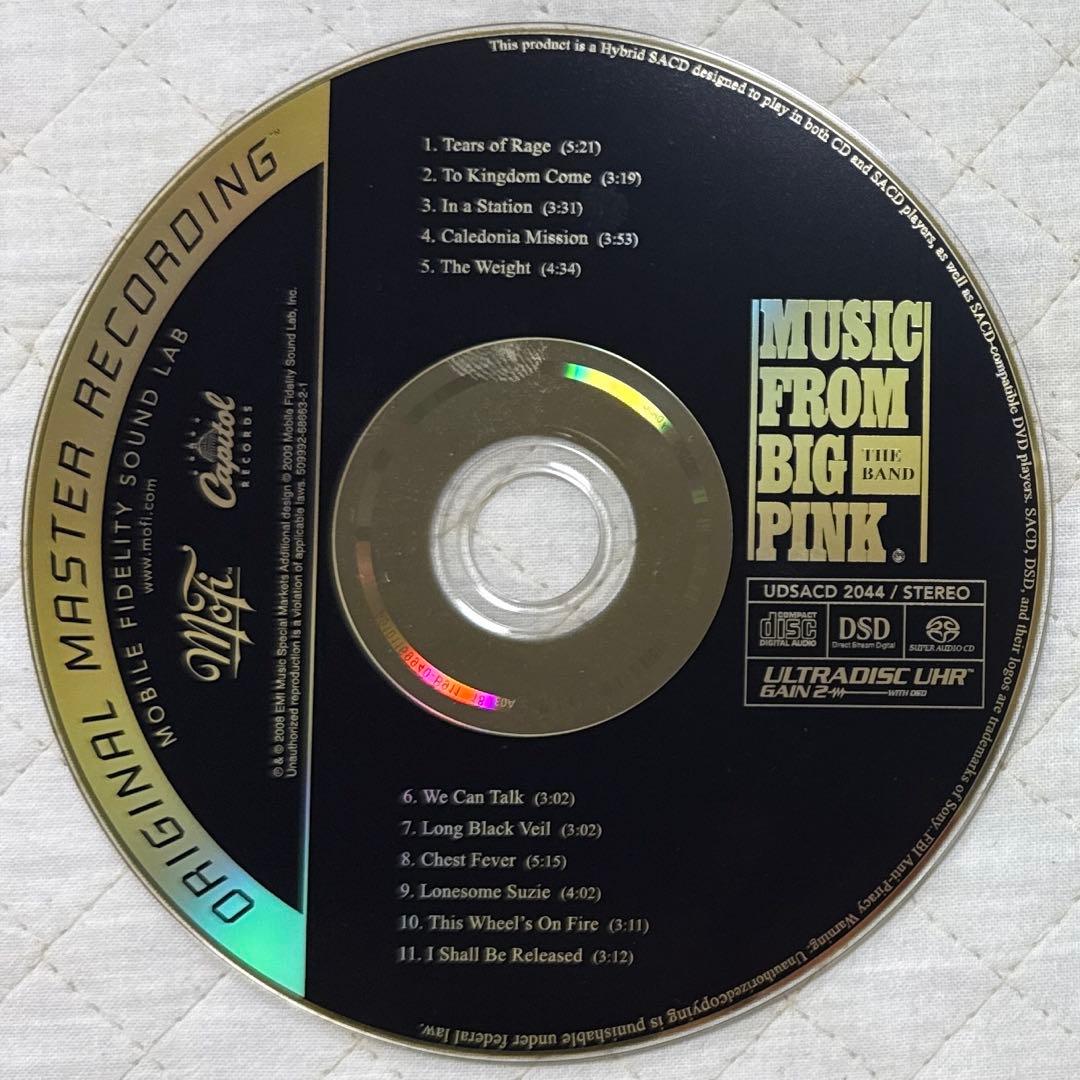 This product is a Hybrid SACD designed to play in both CD and SACD players, as well as SACD-compatible DVD players. SACD, DSD, and their logos are trademarks of Sony. FBI Anti-Piracy Warning: Unauthorized copying is punishable under federal law.
ORIGINAL MASTER RECORDING™
MOBILE FIDELITY SOUND LAB
www.mofi.com
MoFi
Capitol
RECORDS
℗ & © 2008 EMI Music Special Markets Additional design © 2009 Mobile Fidelity Sound Lab, Inc.
Unauthorized reproduction is a violation of applicable laws. 509992-68663-2-1
1. Tears of Rage (5:21)
2. To Kingdom Come (3:19)
3. In a Station (3:31)
4. Caledonia Mission (3:53)
5. The Weight (4:34)
MUSIC
FROM
BIG
THE
BAND
PINK
UDSACD 2044 / STEREO
COMPACT
disc
DIGITAL AUDIO
DSD
Direct Stream Digital
SUPER AUDIO CD
ULTRADISC UHR™
GAIN 2
WITH DSD
6. We Can Talk (3:02)
7. Long Black Veil (3:02)
8. Chest Fever (5:15)
9. Lonesome Suzie (4:02)
10. This Wheel's On Fire (3:11)
11. I Shall Be Released (3:12)